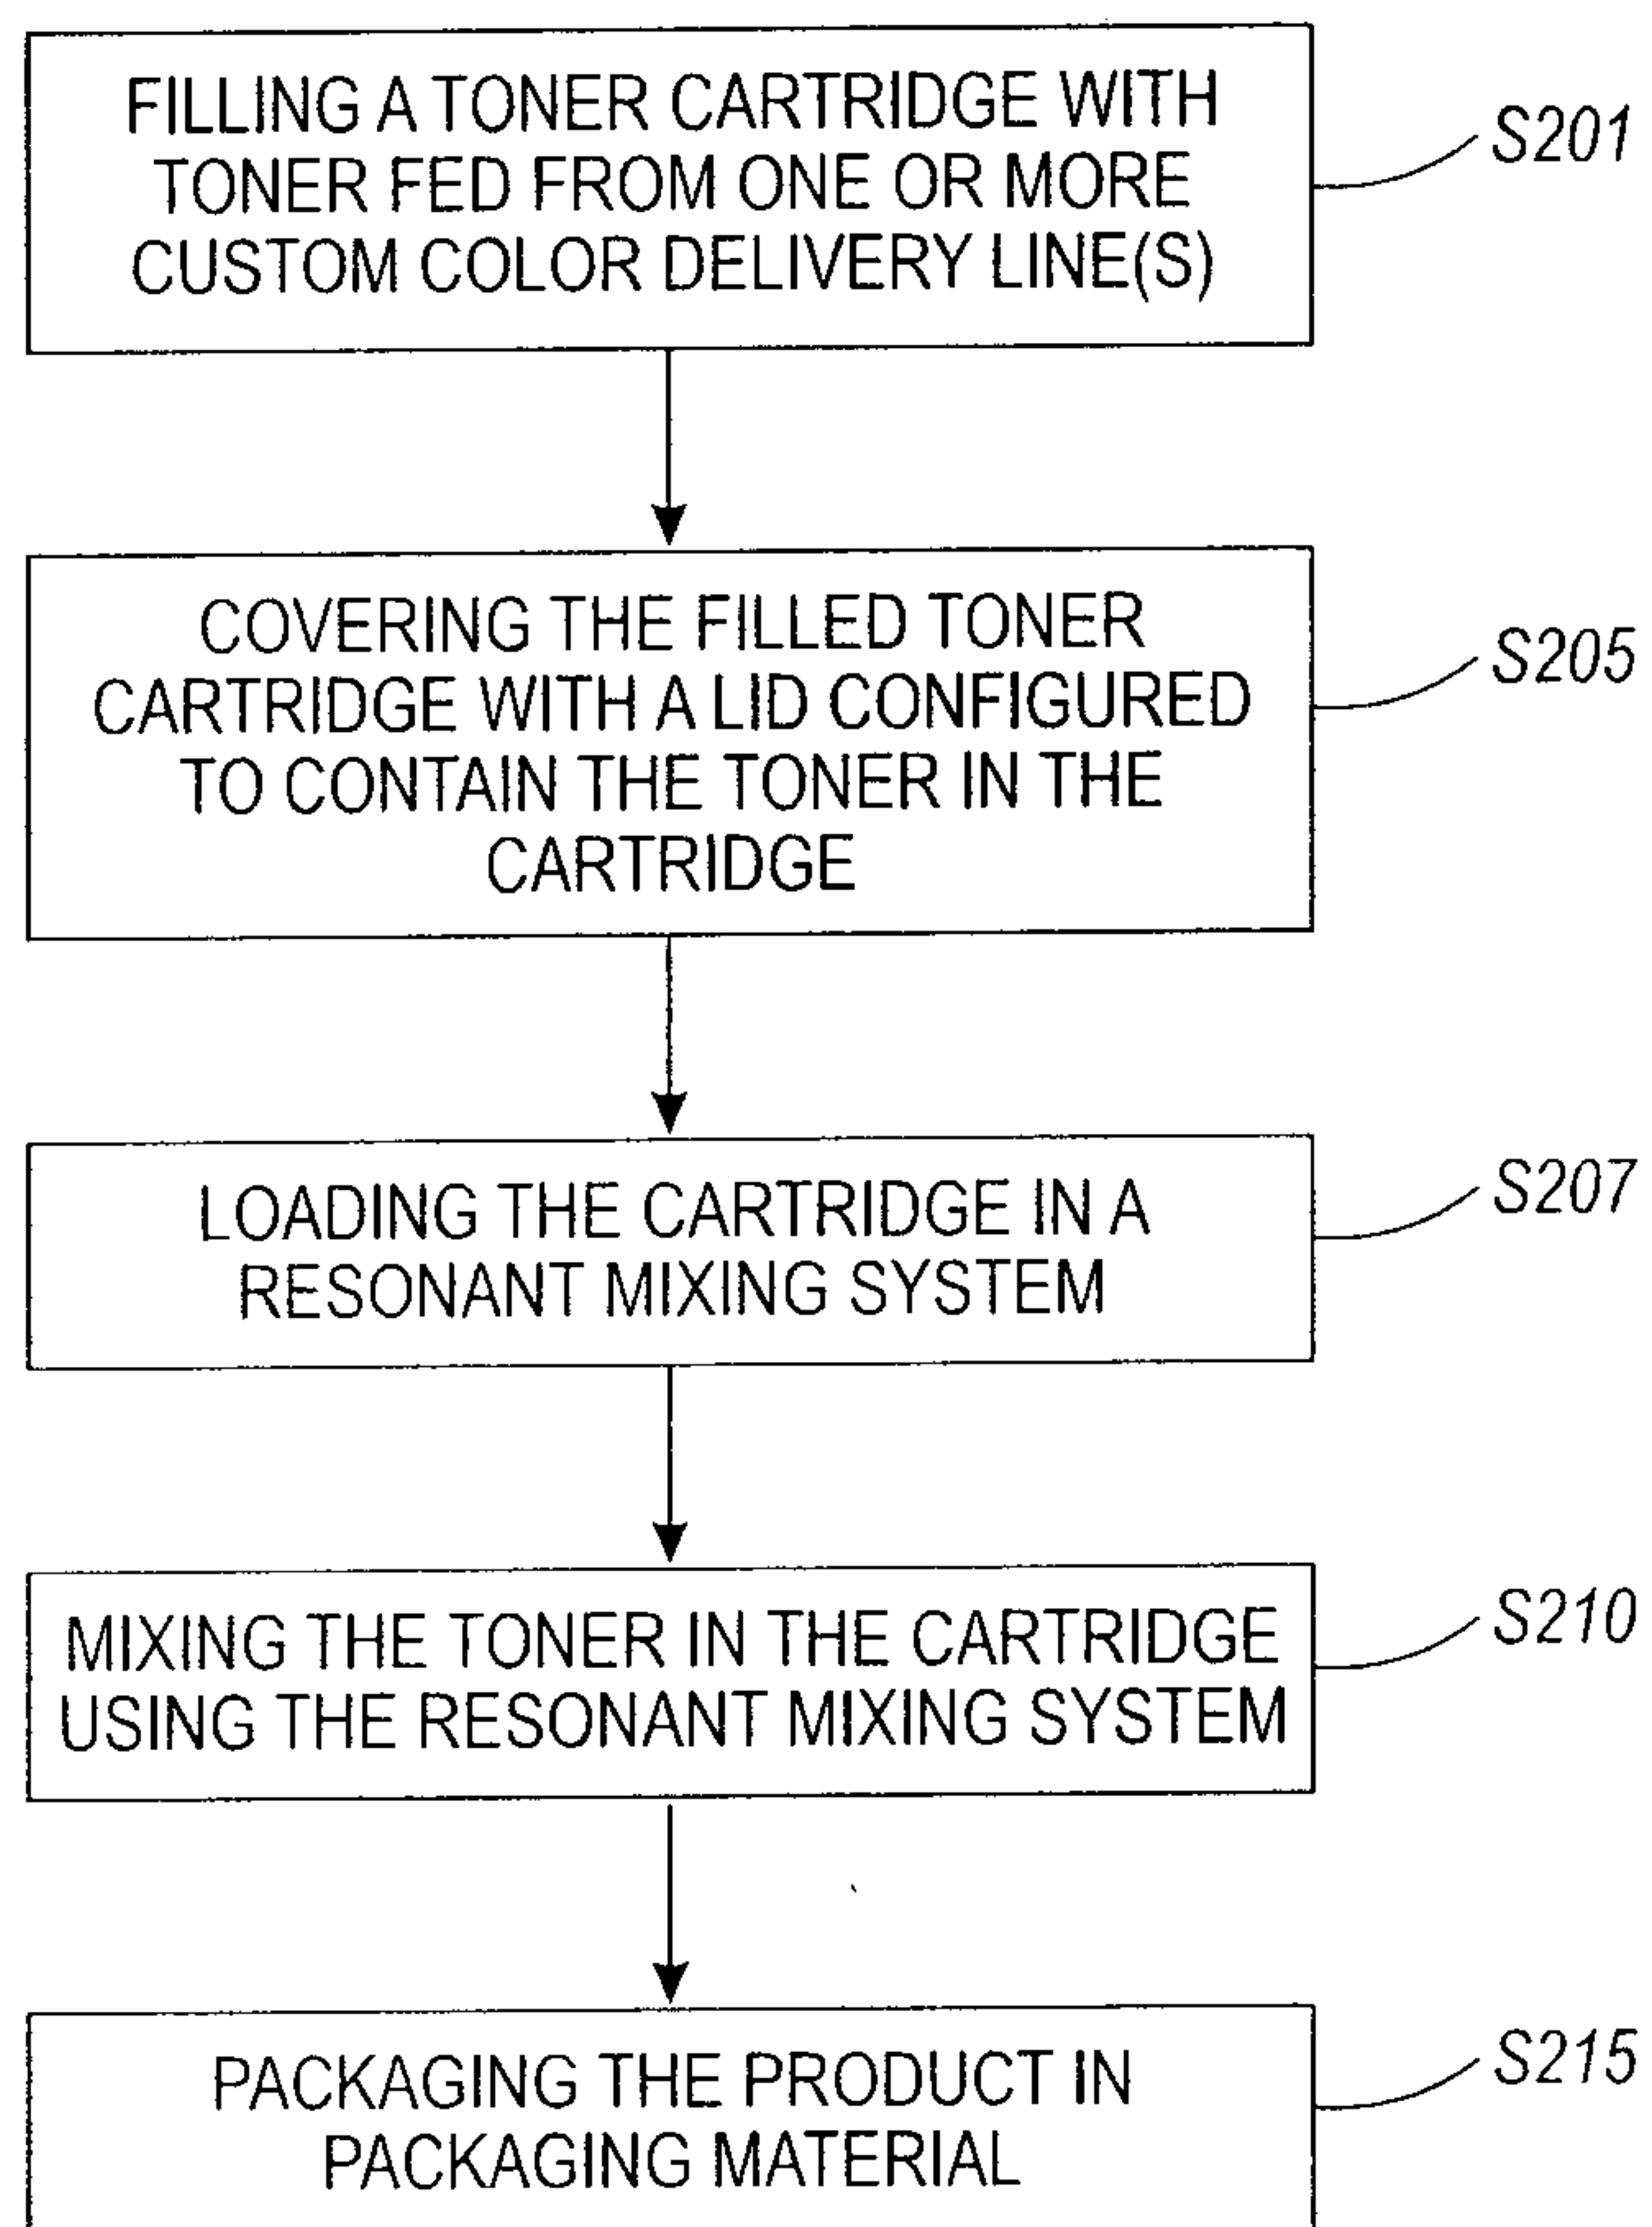 FILLING A TONER CARTRIDGE WITH
TONER FED FROM ONE OR MORE
CUSTOM COLOR DELIVERY LINE(S)
S201
COVERING THE FILLED TONER
CARTRIDGE WITH A LID CONFIGURED
TO CONTAIN THE TONER IN THE
CARTRIDGE
S205
LOADING THE CARTRIDGE IN A
RESONANT MIXING SYSTEM
S207
MIXING THE TONER IN THE CARTRIDGE
USING THE RESONANT MIXING SYSTEM
S210
PACKAGING THE PRODUCT IN
PACKAGING MATERIAL
S215